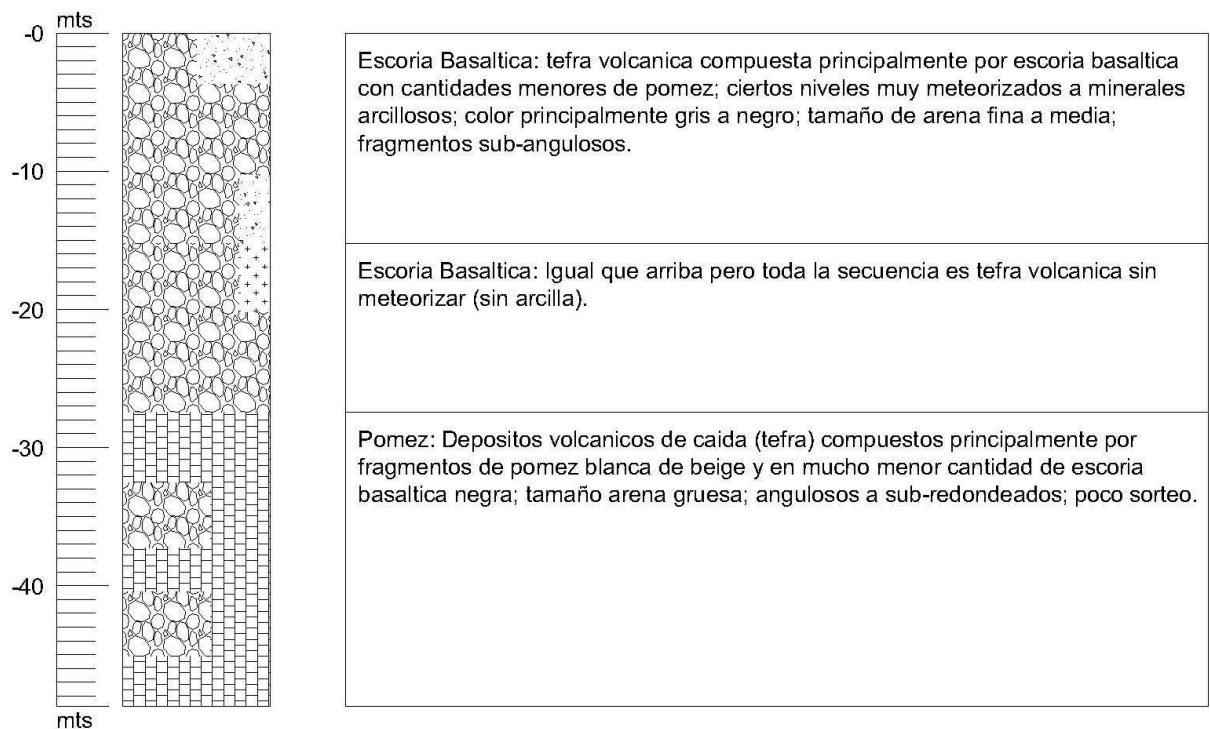 mts
-0
Escoria Basaltica: tefra volcanica compuesta principalmente por escoria basaltica
con cantidades menores de pomez; ciertos niveles muy meteorizados a minerales
arcillosos; color principalmente gris a negro; tamaño de arena fina a media;
fragmentos sub-angulosos.
-10
Escoria Basaltica: Igual que arriba pero toda la secuencia es tefra volcanica sin
meteorizar (sin arcilla).
-20
-30
Pomez: Depositos volcanicos de caida (tefra) compuestos principalmente por
fragmentos de pomez blanca de beige y en mucho menor cantidad de escoria
basaltica negra; tamaño arena gruesa; angulosos a sub-redondeados; poco sorteo.
-40
mts